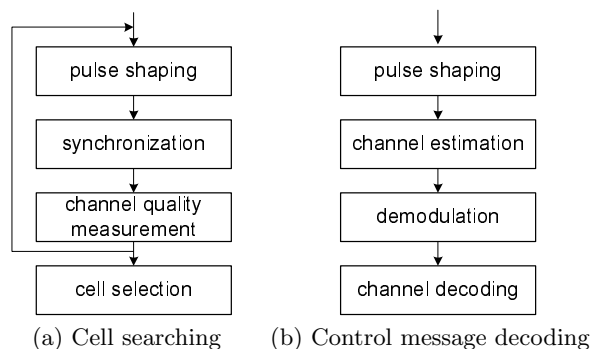 pulse shaping
synchronization
channel quality
measurement
cell selection
(a) Cell searching
pulse shaping
channel estimation
demodulation
channel decoding
(b) Control message decoding